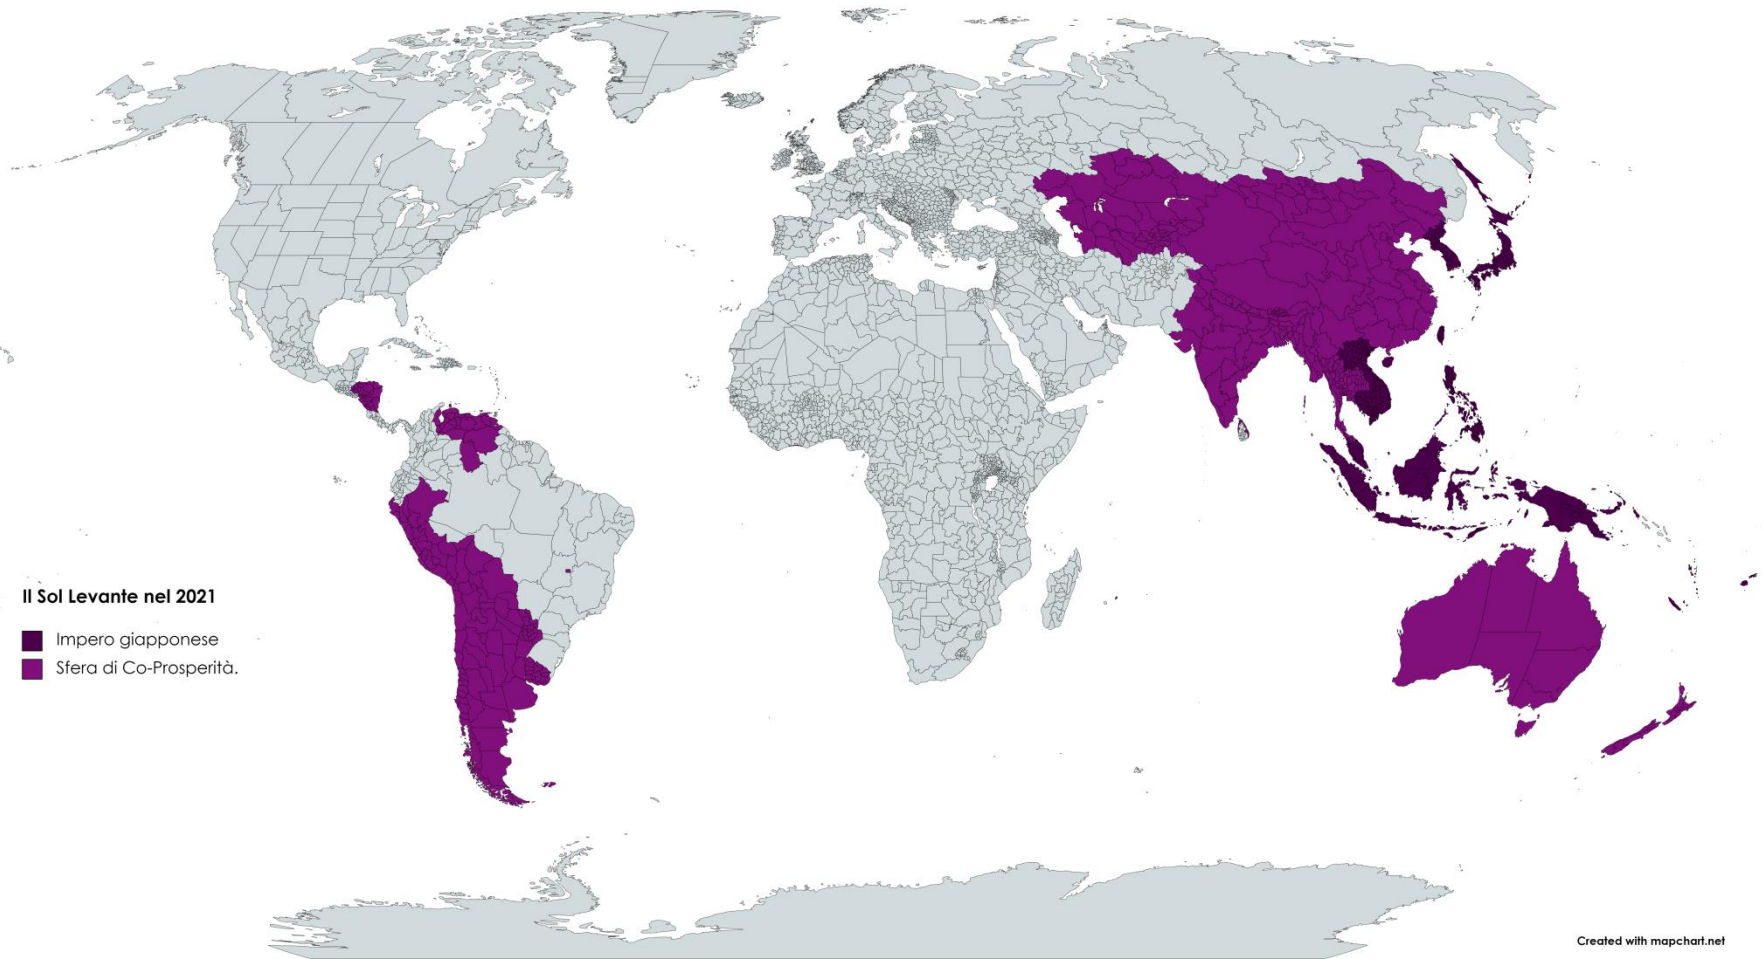 Il Sol Levante nel 2021
Impero giapponese
Sfera di Co-Prosperità.
Created with mapchart.net